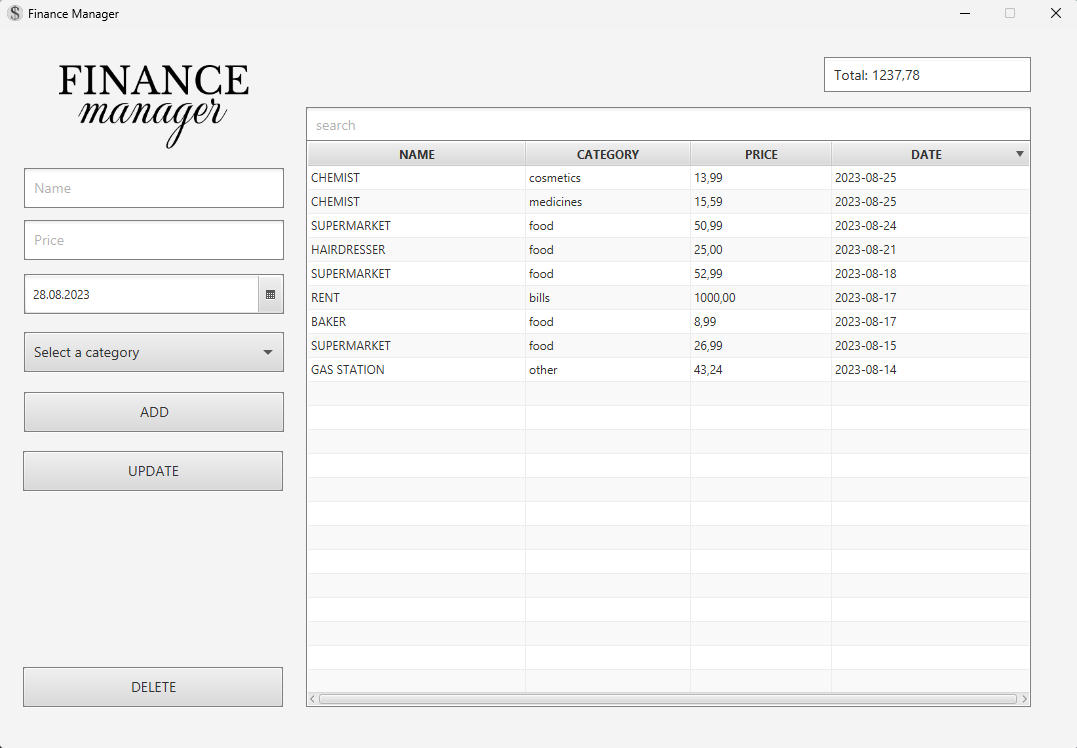 Finance Manager
FINANCE
manager
Total: 1237,78
search
Name
Price
28.08.2023
Select a category
ADD
UPDATE
DELETE
NAME CATEGORY PRICE DATE
CHEMIST cosmetics 13,99 2023-08-25
CHEMIST medicines 15,59 2023-08-25
SUPERMARKET food 50,99 2023-08-24
HAIRDRESSER food 25,00 2023-08-21
SUPERMARKET food 52,99 2023-08-18
RENT bills 1000,00 2023-08-17
BAKER food 8,99 2023-08-17
SUPERMARKET food 26,99 2023-08-15
GAS STATION other 43,24 2023-08-14